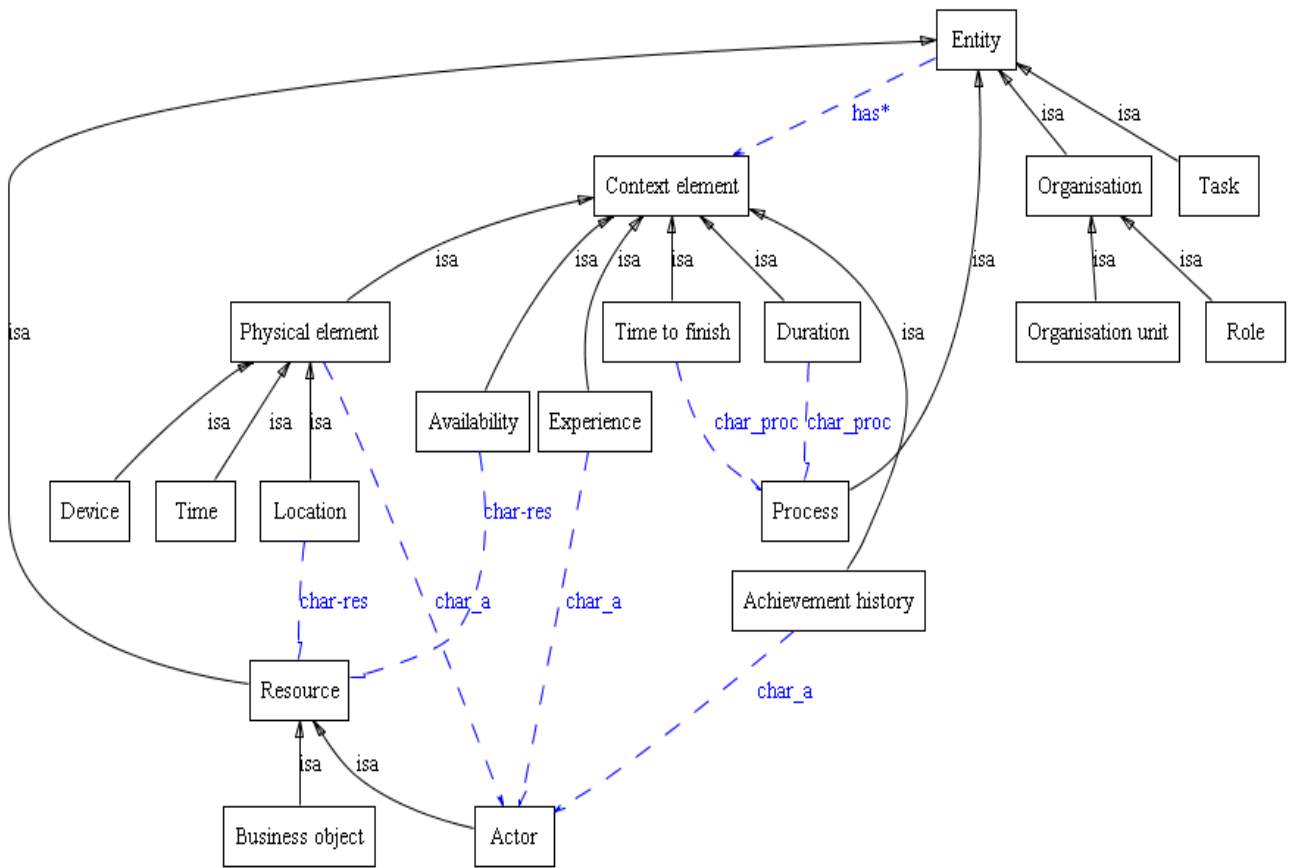 Entity
has*
isa
isa
Context element
Organisation
Task
isa
isa
isa
isa
isa
isa
isa
isa
isa
isa
Physical element
Time to finish
Duration
Organisation unit
Role
isa
isa
isa
Availability
Experience
char_proc
char_proc
Device
Time
Location
char-res
Process
char-res
char_a
char_a
Achievement history
Resource
char_a
isa
isa
Business object
Actor